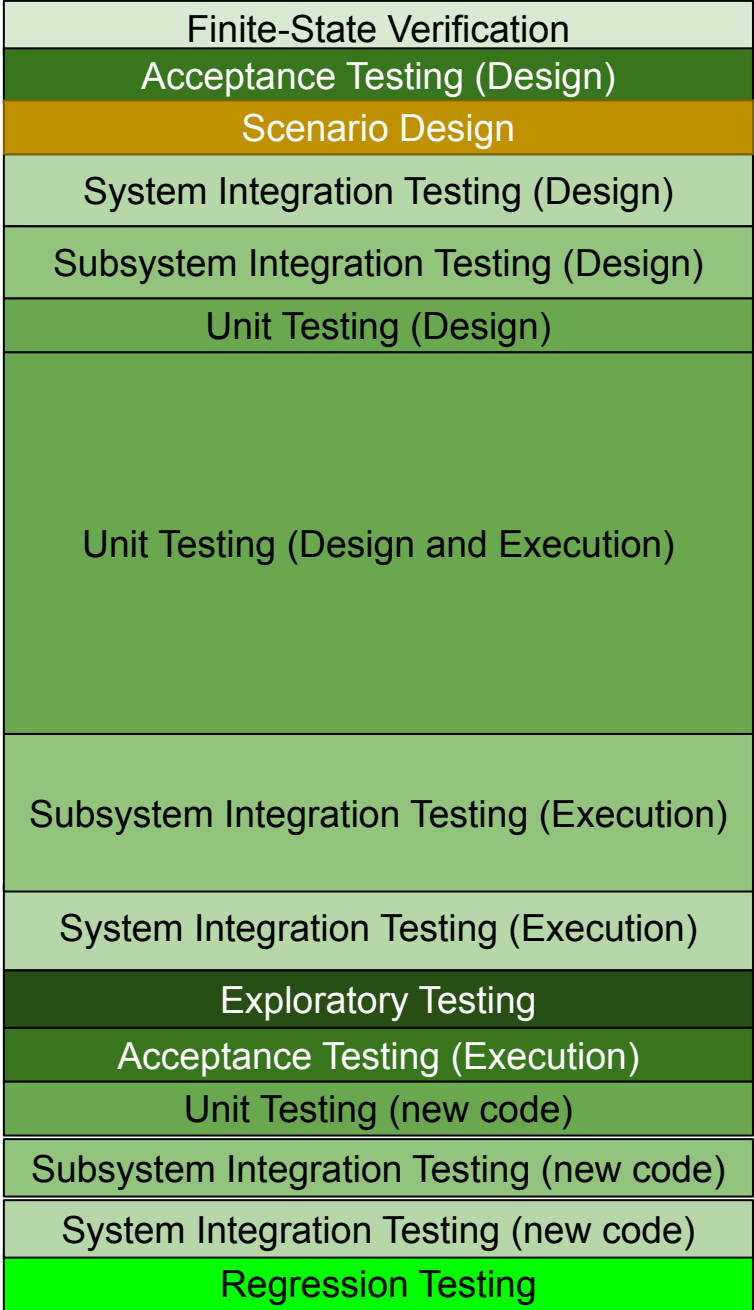 Finite-State Verification
Acceptance Testing (Design)
Scenario Design
System Integration Testing (Design)
Subsystem Integration Testing (Design)
Unit Testing (Design)
Unit Testing (Design and Execution)
Subsystem Integration Testing (Execution)
System Integration Testing (Execution)
Exploratory Testing
Acceptance Testing (Execution)
Unit Testing (new code)
Subsystem Integration Testing (new code)
System Integration Testing (new code)
Regression Testing